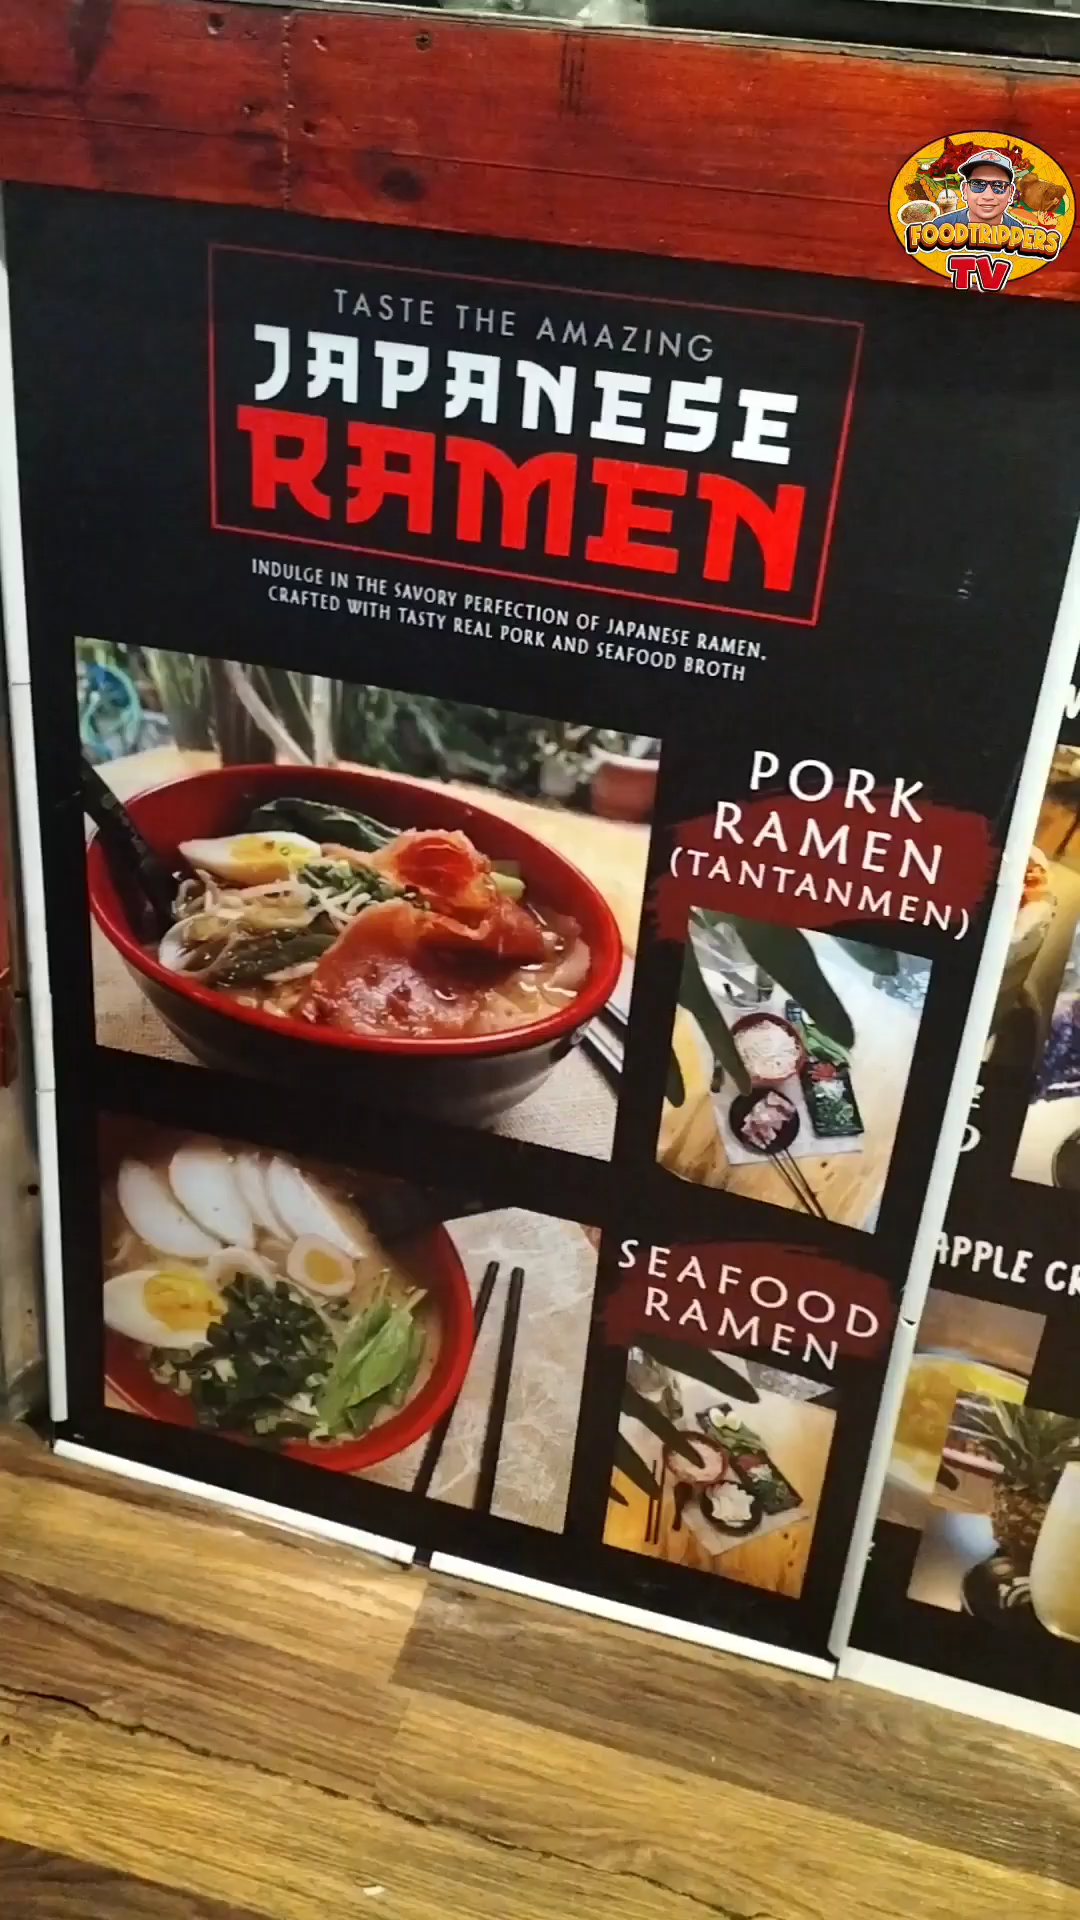 FOODTRIPPERS
TV
TASTE THE AMAZING
JAPANESE
RAMEN
INDULGE IN THE SAVORY PERFECTION OF JAPANESE RAMEN.
CRAFTED WITH TASTY REAL PORK AND SEAFOOD BROTH
PORK
RAMEN
(TANTANMEN)
SEAFOOD
RAMEN
APPLE